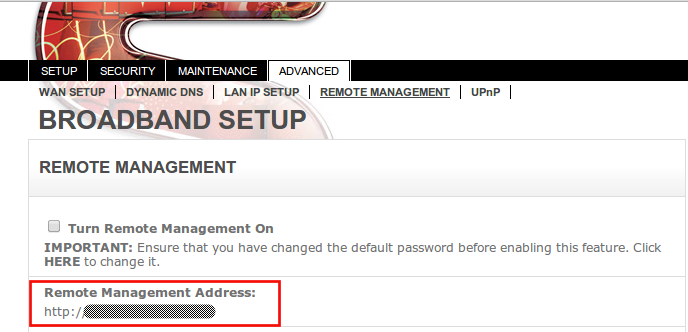 SETUP SECURITY MAINTENANCE ADVANCED
WAN SETUP DYNAMIC DNS LAN IP SETUP REMOTE MANAGEMENT UPnP
BROADBAND SETUP
REMOTE MANAGEMENT
Turn Remote Management On
IMPORTANT: Ensure that you have changed the default password before enabling this feature. Click
HERE to change it.
Remote Management Address:
http:/